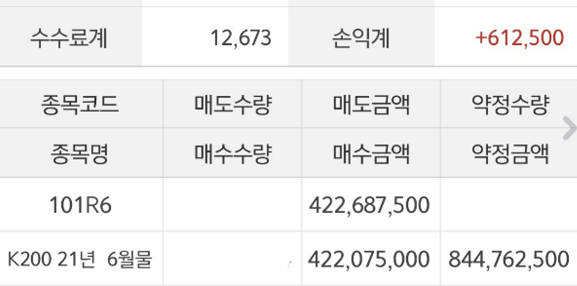 수수료계 12,673 손익계 +612,500
종목코드 매도수량 매도금액 약정수량
종목명 매수수량 매수금액 약정금액
101R6 422,687,500
K200 21년 6월물 422,075,000 844,762,500